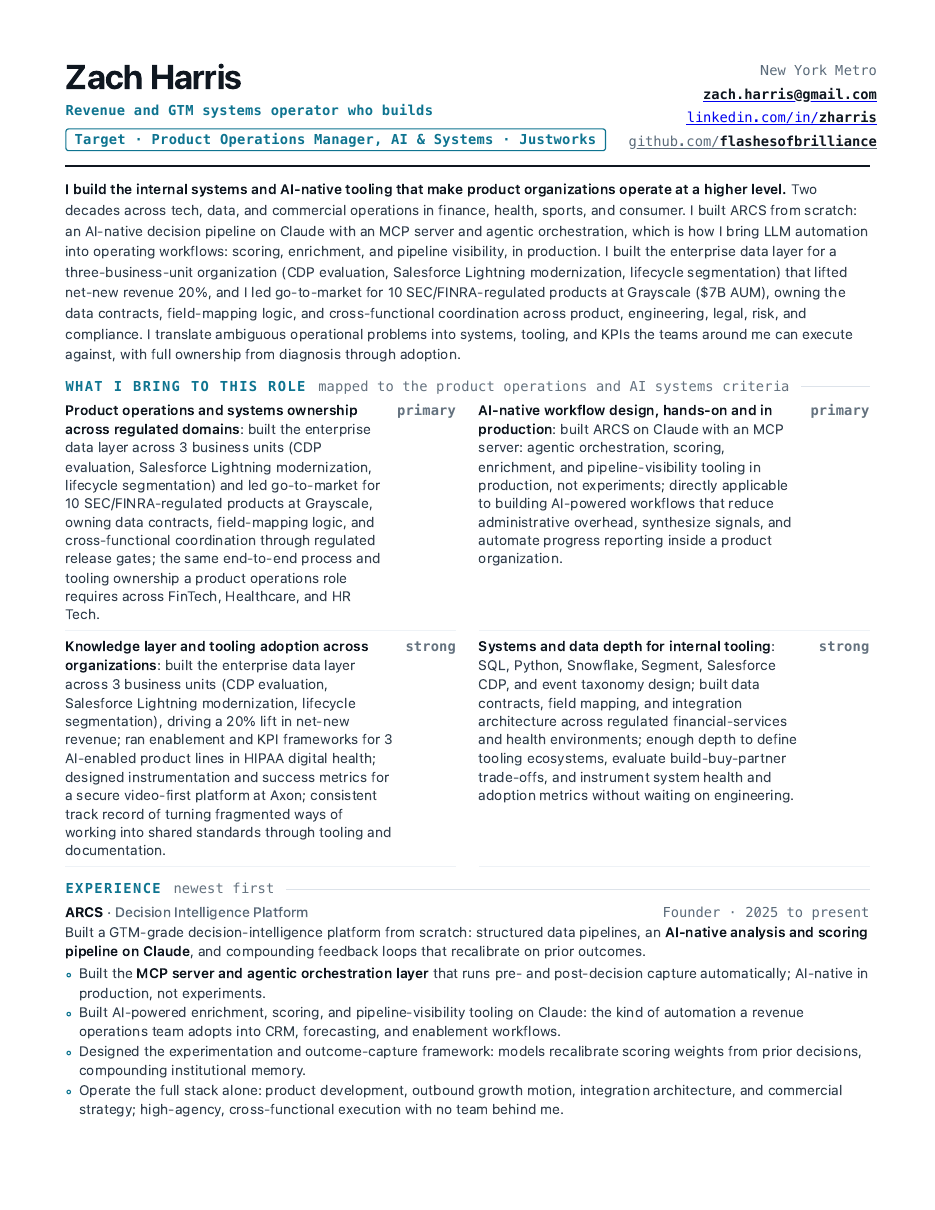 Zach Harris
New York Metro
Revenue and GTM systems operator who builds
zach.harris@gmail.com
linkedin.com/in/zharris
Target · Product Operations Manager, AI & Systems · Justworks
github.com/flashesofbrilliance
I build the internal systems and AI-native tooling that make product organizations operate at a higher level. Two
decades across tech, data, and commercial operations in finance, health, sports, and consumer. I built ARCS from scratch:
an AI-native decision pipeline on Claude with an MCP server and agentic orchestration, which is how I bring LLM automation
into operating workflows: scoring, enrichment, and pipeline visibility, in production. I built the enterprise data layer for a
three-business-unit organization (CDP evaluation, Salesforce Lightning modernization, lifecycle segmentation) that lifted
net-new revenue 20%, and I led go-to-market for 10 SEC/FINRA-regulated products at Grayscale ($7B AUM), owning the
data contracts, field-mapping logic, and cross-functional coordination across product, engineering, legal, risk, and
compliance. I translate ambiguous operational problems into systems, tooling, and KPIs the teams around me can execute
against, with full ownership from diagnosis through adoption.
WHAT I BRING TO THIS ROLE mapped to the product operations and AI systems criteria
Product operations and systems ownership primary
across regulated domains: built the enterprise
data layer across 3 business units (CDP
evaluation, Salesforce Lightning modernization,
lifecycle segmentation) and led go-to-market for
10 SEC/FINRA-regulated products at Grayscale,
owning data contracts, field-mapping logic, and
cross-functional coordination through regulated
release gates; the same end-to-end process and
tooling ownership a product operations role
requires across FinTech, Healthcare, and HR
Tech.
AI-native workflow design, hands-on and in primary
production: built ARCS on Claude with an MCP
server: agentic orchestration, scoring,
enrichment, and pipeline-visibility tooling in
production, not experiments; directly applicable
to building AI-powered workflows that reduce
administrative overhead, synthesize signals, and
automate progress reporting inside a product
organization.
Knowledge layer and tooling adoption across strong
organizations: built the enterprise data layer
across 3 business units (CDP evaluation,
Salesforce Lightning modernization, lifecycle
segmentation), driving a 20% lift in net-new
revenue; ran enablement and KPI frameworks for 3
AI-enabled product lines in HIPAA digital health;
designed instrumentation and success metrics for
a secure video-first platform at Axon; consistent
track record of turning fragmented ways of
working into shared standards through tooling and
documentation.
Systems and data depth for internal tooling: strong
SQL, Python, Snowflake, Segment, Salesforce
CDP, and event taxonomy design; built data
contracts, field mapping, and integration
architecture across regulated financial-services
and health environments; enough depth to define
tooling ecosystems, evaluate build-buy-partner
trade-offs, and instrument system health and
adoption metrics without waiting on engineering.
EXPERIENCE newest first
ARCS · Decision Intelligence Platform Founder · 2025 to present
Built a GTM-grade decision-intelligence platform from scratch: structured data pipelines, an AI-native analysis and scoring
pipeline on Claude, and compounding feedback loops that recalibrate on prior outcomes.
Built the MCP server and agentic orchestration layer that runs pre- and post-decision capture automatically; AI-native in
production, not experiments.
Built AI-powered enrichment, scoring, and pipeline-visibility tooling on Claude: the kind of automation a revenue
operations team adopts into CRM, forecasting, and enablement workflows.
Designed the experimentation and outcome-capture framework: models recalibrate scoring weights from prior decisions,
compounding institutional memory.
Operate the full stack alone: product development, outbound growth motion, integration architecture, and commercial
strategy; high-agency, cross-functional execution with no team behind me.